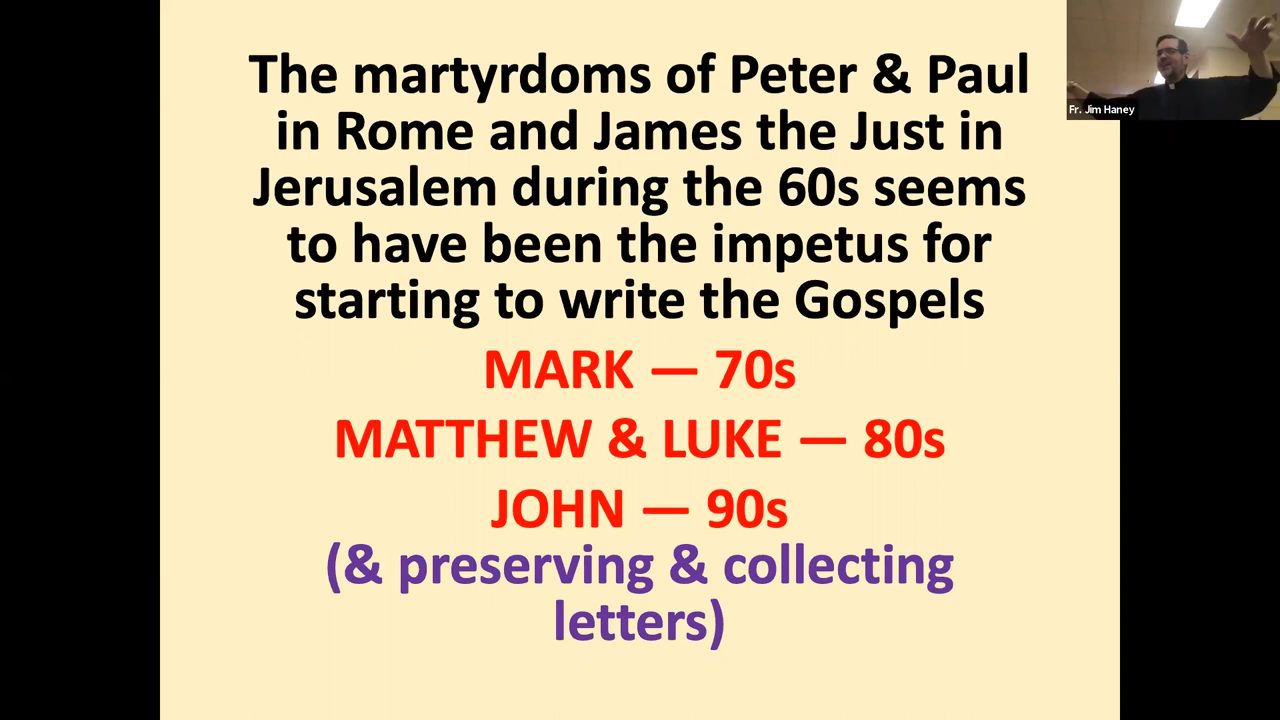 The martyrdoms of Peter & Paul
in Rome and James the Just in
Jerusalem during the 60s seems
to have been the impetus for
starting to write the Gospels
MARK — 70s
MATTHEW & LUKE — 80s
JOHN — 90s
(& preserving & collecting
letters)
Fr. Jim Haney